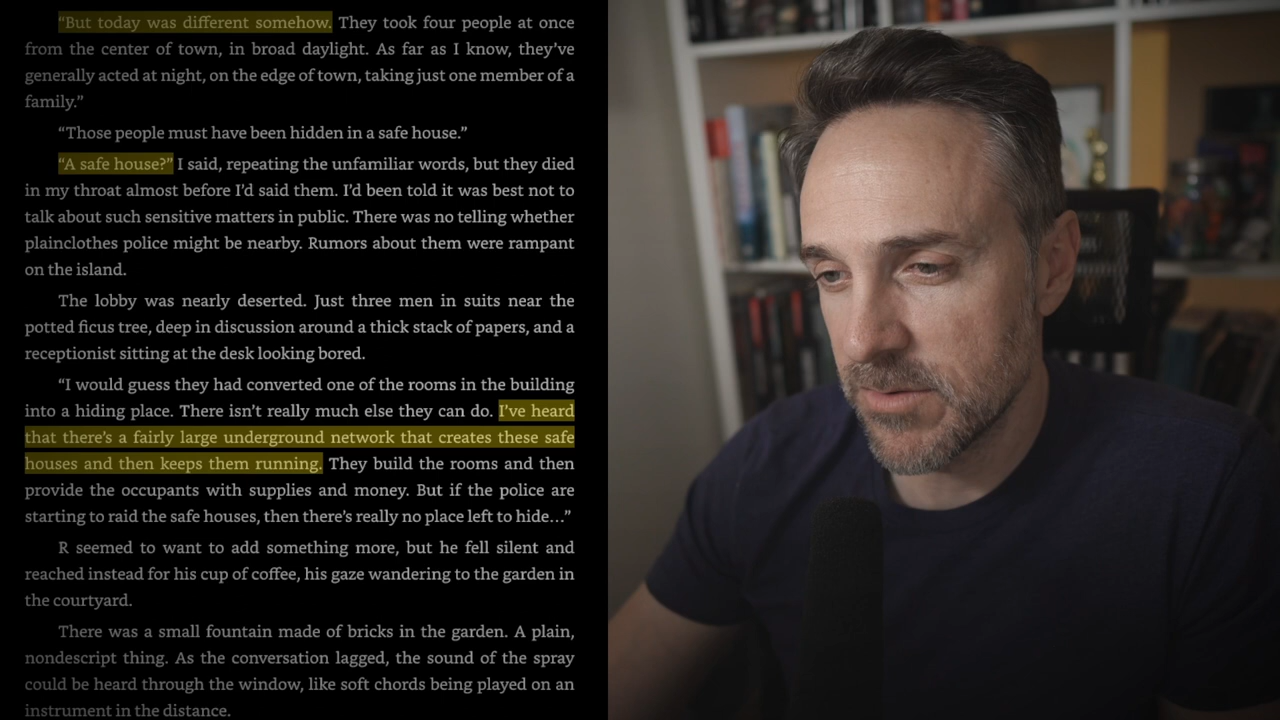 “But today was different somehow. They took four people at once
from the center of town, in broad daylight. As far as I know, they’ve
generally acted at night, on the edge of town, taking just one member of a
family.”
“Those people must have been hidden in a safe house.”
“A safe house?” I said, repeating the unfamiliar words, but they died
in my throat almost before I’d said them. I’d been told it was best not to
talk about such sensitive matters in public. There was no telling whether
plainclothes police might be nearby. Rumors about them were rampant
on the island.
The lobby was nearly deserted. Just three men in suits near the
potted ficus tree, deep in discussion around a thick stack of papers, and a
receptionist sitting at the desk looking bored.
“I would guess they had converted one of the rooms in the building
into a hiding place. There isn’t really much else they can do. I’ve heard
that there’s a fairly large underground network that creates these safe
houses and then keeps them running. They build the rooms and then
provide the occupants with supplies and money. But if the police are
starting to raid the safe houses, then there’s really no place left to hide…”
R seemed to want to add something more, but he fell silent and
reached instead for his cup of coffee, his gaze wandering to the garden in
the courtyard.
There was a small fountain made of bricks in the garden. A plain,
nondescript thing. As the conversation lagged, the sound of the spray
could be heard through the window, like soft chords being played on an
instrument in the distance.